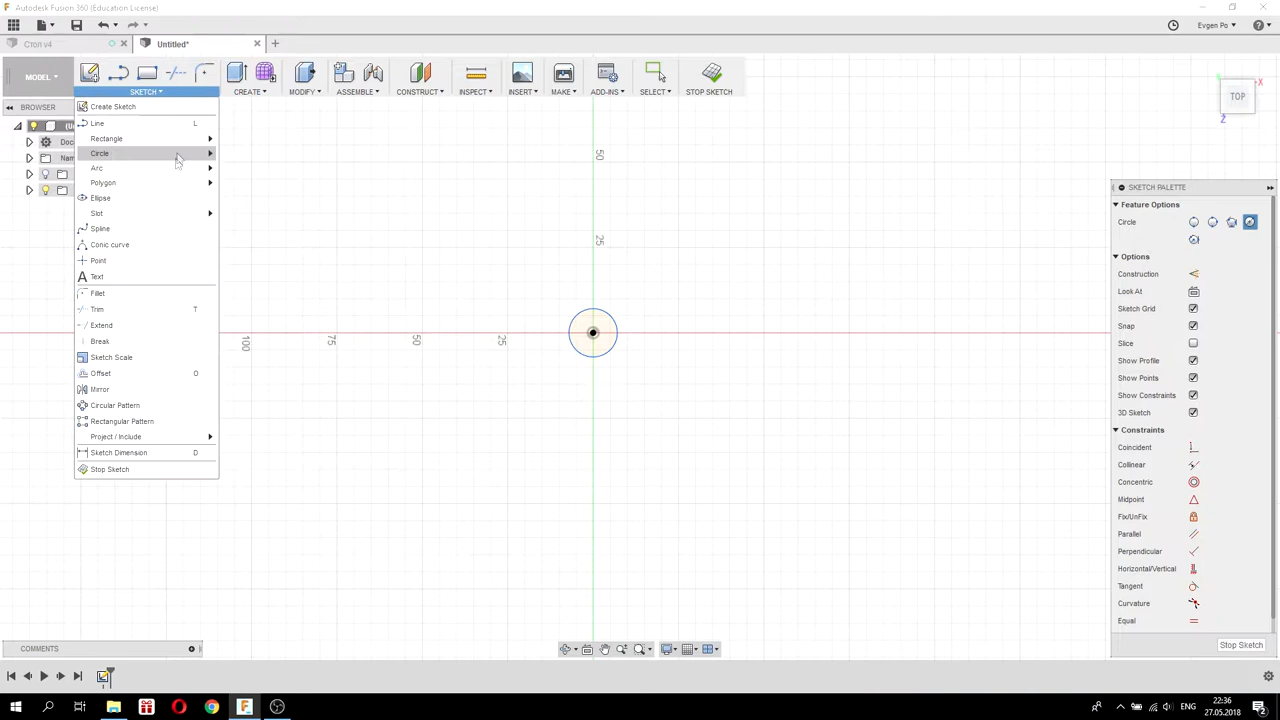 Autodesk Fusion 360 (Education License)
Evgen Po
Untitled*
MODEL
SKETCH
CREATE
MODIFY
ASSEMBLE
CONSTRUCT
INSPECT
INSERT
MAKE
ADD-INS
SELECT
STOP SKETCH
BROWSER
Create Sketch
Line L
Rectangle
Circle
Arc
Polygon
Ellipse
Slot
Spline
Conic curve
Point
Text
Fillet
Trim T
Extend
Break
Sketch Scale
Offset O
Mirror
Circular Pattern
Rectangular Pattern
Project / Include
Sketch Dimension D
Stop Sketch
Doc
Nam
50
25
100
75
50
25
X
TOP
Z
SKETCH PALETTE
Feature Options
Circle
Options
Construction
Look At
Sketch Grid
Snap
Slice
Show Profile
Show Points
Show Constraints
3D Sketch
Constraints
Coincident
Collinear
Concentric
Midpoint
Fix/UnFix
Parallel
Perpendicular
Horizontal/Vertical
Tangent
Curvature
Equal
Stop Sketch
COMMENTS
22:36
27.05.2018
2